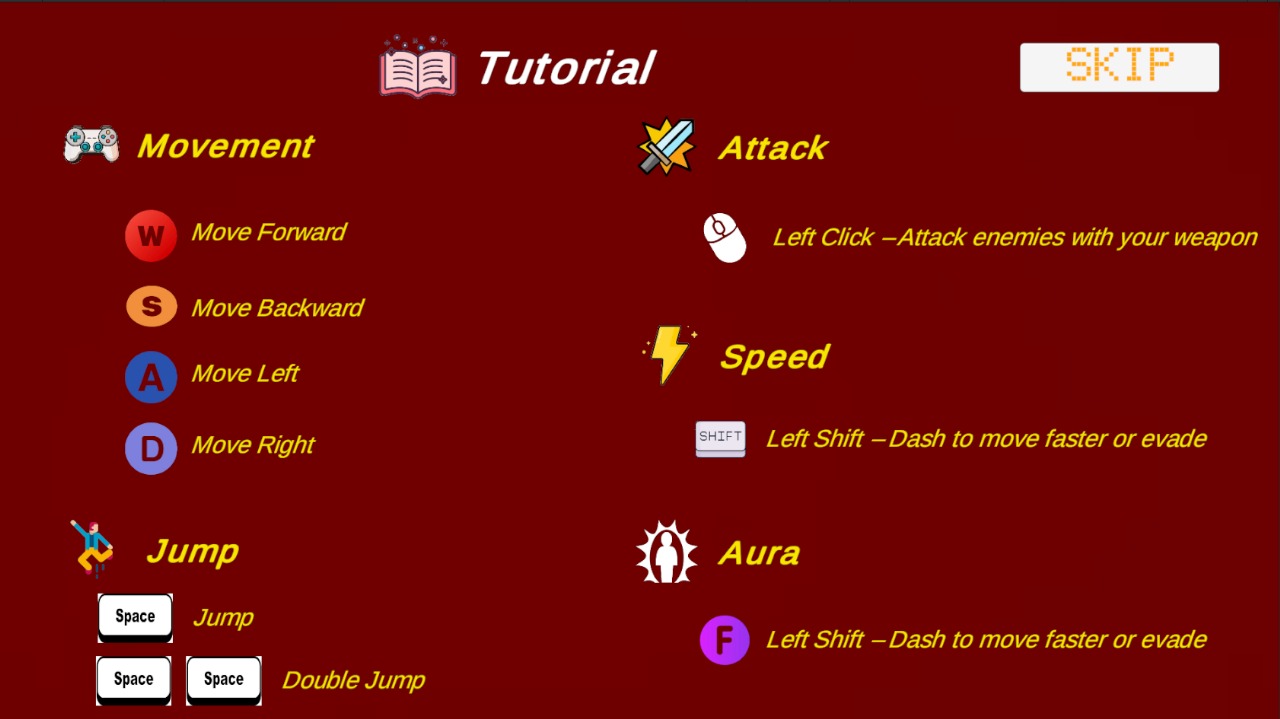 Tutorial
SKIP
Movement
W Move Forward
S Move Backward
A Move Left
D Move Right
Jump
Space Jump
Space Space Double Jump
Attack
Left Click – Attack enemies with your weapon
Speed
SHIFT Left Shift – Dash to move faster or evade
Aura
F Left Shift – Dash to move faster or evade